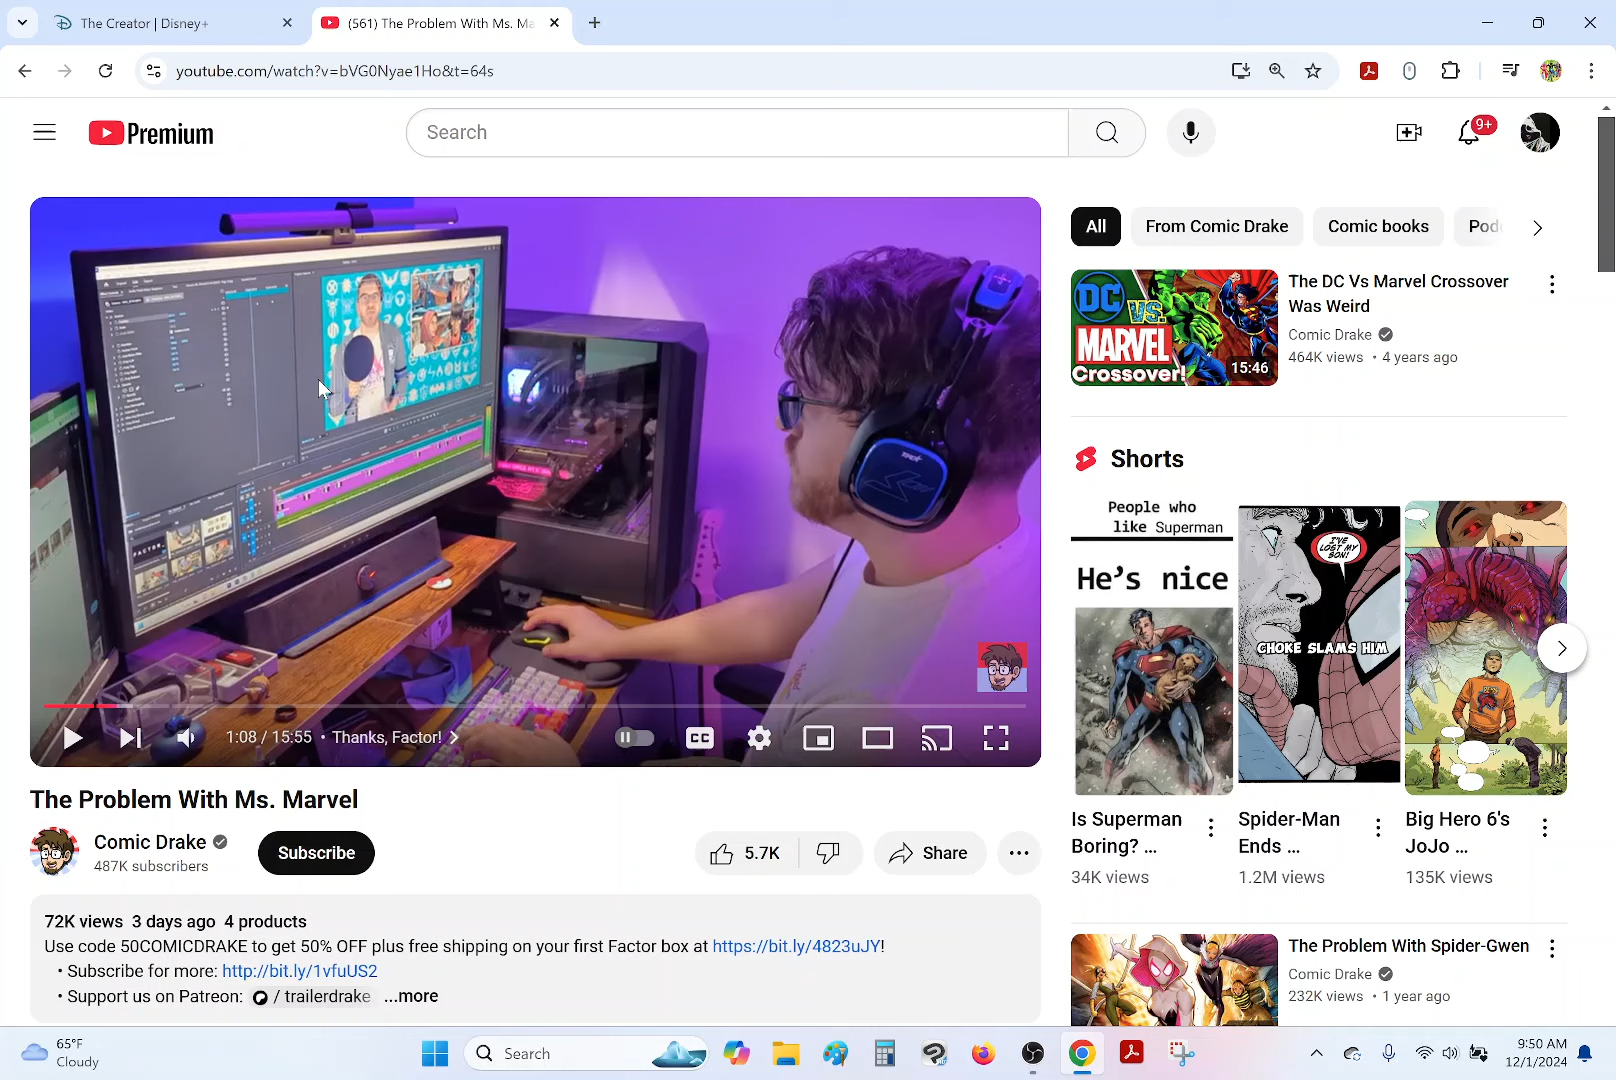 The Creator | Disney+
(561) The Problem With Ms. Ma
youtube.com/watch?v=bVG0Nyae1Ho&t=64s
Premium
Search
9+
All
From Comic Drake
Comic books
Pod
DC
VS.
MARVEL
Crossover!
15:46
The DC Vs Marvel Crossover
Was Weird
Comic Drake
464K views • 4 years ago
Shorts
People who
like Superman
He's nice
I'VE
LOST MY
SON!
CHOKE SLAMS HIM
Is Superman
Boring? ...
34K views
Spider-Man
Ends ...
1.2M views
Big Hero 6's
JoJo ...
135K views
1:08 / 15:55 • Thanks, Factor!
CC
The Problem With Ms. Marvel
Comic Drake
487K subscribers
Subscribe
5.7K
Share
72K views 3 days ago 4 products
Use code 50COMICDRAKE to get 50% OFF plus free shipping on your first Factor box at https://bit.ly/4823uJY!
• Subscribe for more: http://bit.ly/1vfuUS2
• Support us on Patreon: / trailerdrake ...more
The Problem With Spider-Gwen
Comic Drake
232K views • 1 year ago
65°F
Cloudy
Search
9:50 AM
12/1/2024